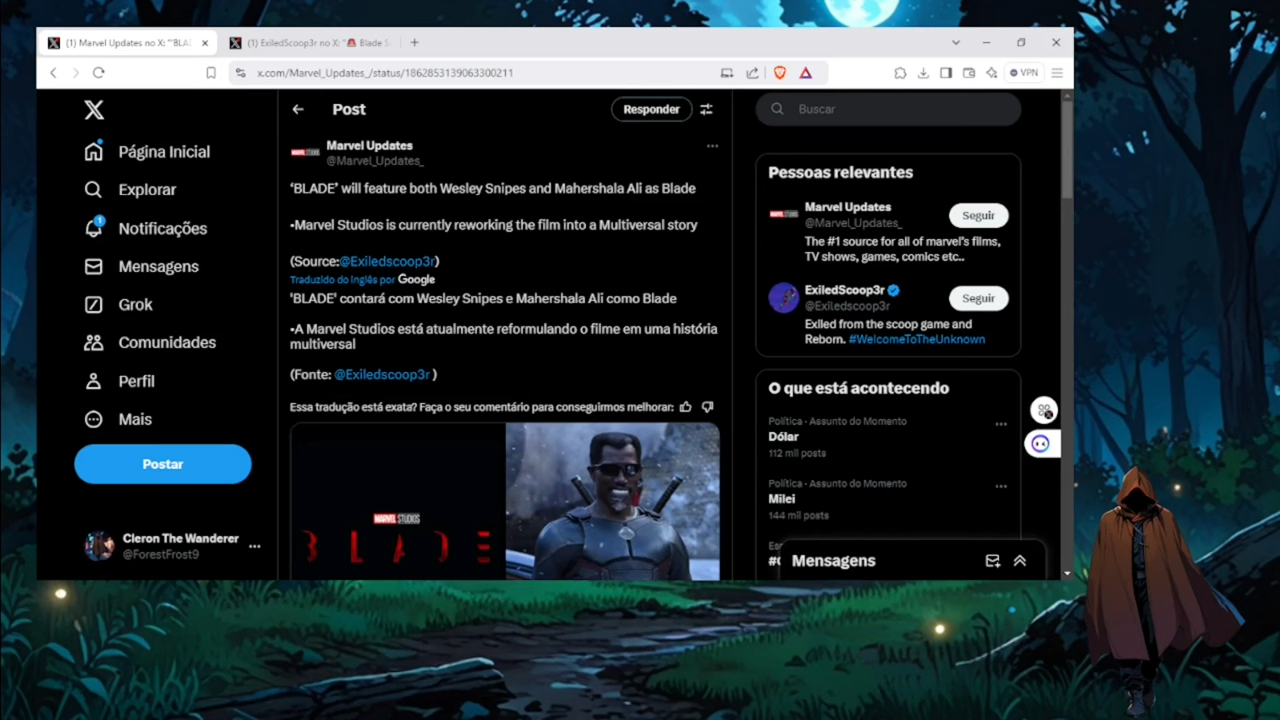 (1) Marvel Updates no X: "'BLA
(1) ExiledScoop3r no X: "🚨 Blade S
x.com/Marvel_Updates_/status/1862853139063300211
VPN
Página Inicial
Explorar
1
Notificações
Mensagens
Grok
Comunidades
Perfil
Mais
Postar
Cleron The Wanderer
@ForestFrost9
Post
Responder
MARVEL STUDIOS
Marvel Updates
@Marvel_Updates_
‘BLADE’ will feature both Wesley Snipes and Mahershala Ali as Blade
•Marvel Studios is currently reworking the film into a Multiversal story
(Source:@Exiledscoop3r)
Traduzido do inglês por Google
'BLADE' contará com Wesley Snipes e Mahershala Ali como Blade
•A Marvel Studios está atualmente reformulando o filme em uma história
multiversal
(Fonte: @Exiledscoop3r )
Essa tradução está exata? Faça o seu comentário para conseguirmos melhorar:
MARVEL STUDIOS
BLADE
Buscar
Pessoas relevantes
MARVEL STUDIOS
Marvel Updates
@Marvel_Updates_
Seguir
The #1 source for all of marvel’s films,
TV shows, games, comics etc..
ExiledScoop3r
@Exiledscoop3r
Seguir
Exlled from the scoop game and
Reborn. #WelcomeToTheUnknown
O que está acontecendo
Política · Assunto do Momento
Dólar
112 mil posts
Política · Assunto do Momento
Milei
144 mil posts
Mensagens